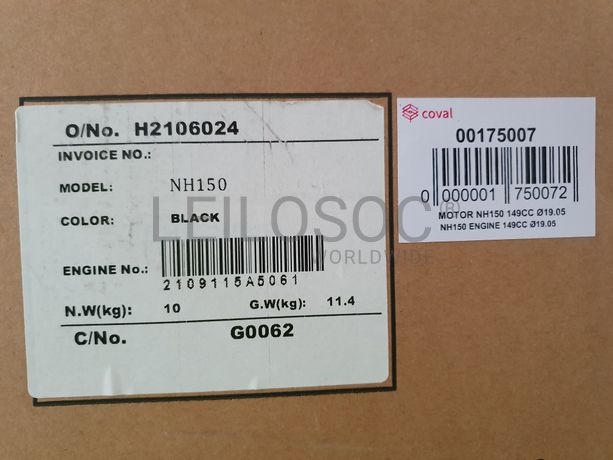 O/No. H2106024
INVOICE NO.:
MODEL: NH150
COLOR: BLACK
ENGINE No.:
2109115A5061
N.W(kg): 10 G.W(kg): 11.4
C/No. G0062
coval
00175007
0 000001 750072
MOTOR NH150 149CC Ø19.05
NH150 ENGINE 149CC Ø19.05
LEILOSOC®
WORLDWIDE